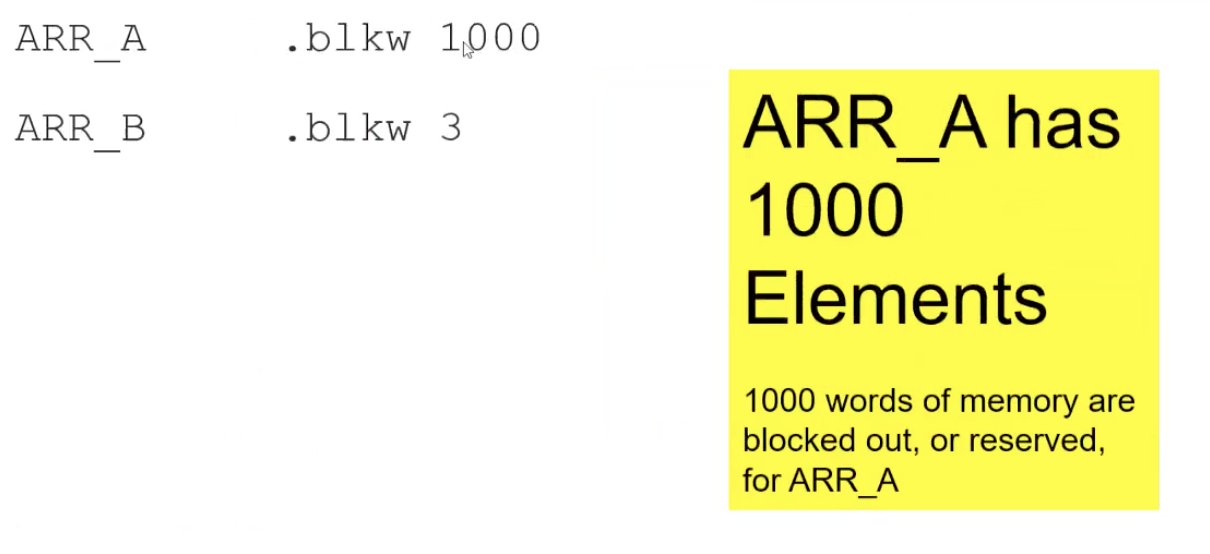 ARR_A .blkw 1000
ARR_B .blkw 3
ARR_A has
1000
Elements
1000 words of memory are
blocked out, or reserved,
for ARR_A